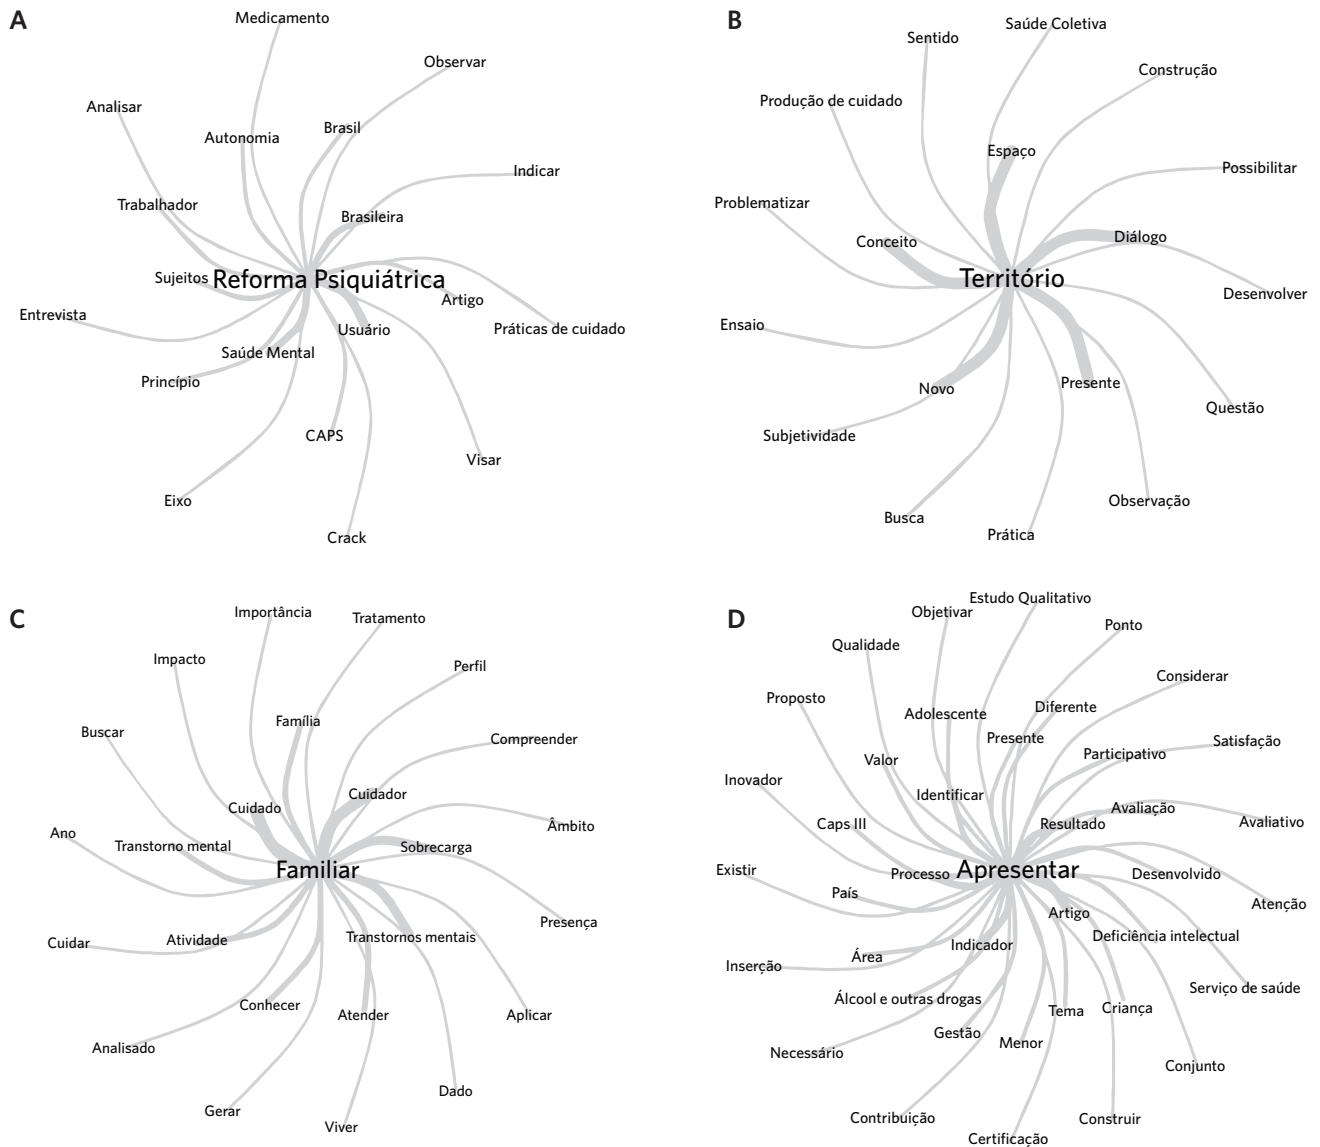 A
Medicamento
Observar
Analisar
Autonomia
Brasil
Indicar
Trabalhador
Brasileira
Sujeitos
Reforma Psiquiátrica
Artigo
Entrevista
Usuário
Práticas de cuidado
Saúde Mental
Princípio
CAPS
Visar
Eixo
Crack
B
Saúde Coletiva
Sentido
Construção
Produção de cuidado
Espaço
Possibilitar
Problematizar
Conceito
Diálogo
Território
Desenvolver
Ensaio
Novo
Presente
Questão
Subjetividade
Observação
Busca
Prática
C
Importância
Tratamento
Impacto
Perfil
Família
Buscar
Compreender
Cuidador
Cuidado
Ano
Âmbito
Transtorno mental
Sobrecarga
Familiar
Presença
Cuidar
Atividade
Transtornos mentais
Conhecer
Atender
Aplicar
Analisado
Dado
Gerar
Viver
D
Estudo Qualitativo
Objetivar
Ponto
Qualidade
Considerar
Proposto
Adolescente
Diferente
Presente
Satisfação
Participativo
Valor
Inovador
Identificar
Avaliação
Caps III
Resultado
Avaliativo
Existir
Processo
Apresentar
Desenvolvido
País
Artigo
Atenção
Indicador
Deficiência intelectual
Área
Inserção
Serviço de saúde
Álcool e outras drogas
Tema
Criança
Gestão
Menor
Necessário
Conjunto
Contribuição
Construir
Certificação